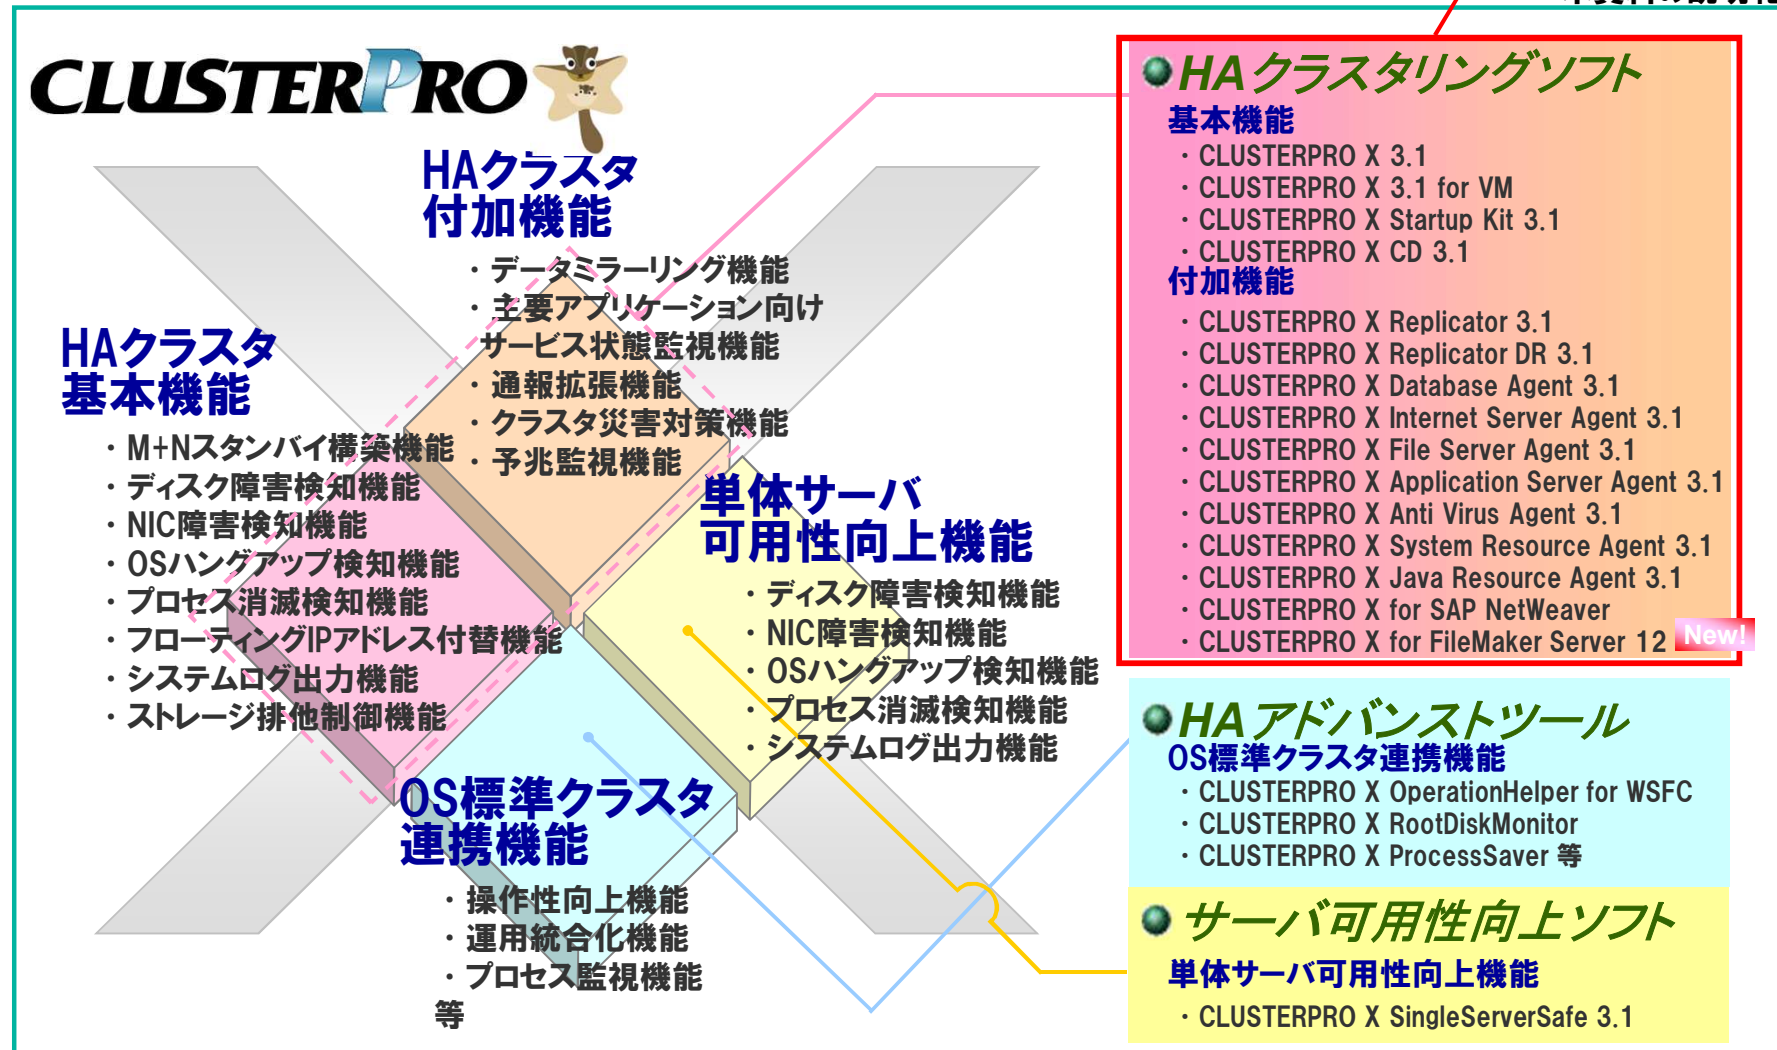 CLUSTERPRO
HAクラスタ
付加機能
・データミラーリング機能
・主要アプリケーション向け
サービス状態監視機能
・通報拡張機能
・クラスタ災害対策機能
・予兆監視機能
HAクラスタ
基本機能
・M+Nスタンバイ構築機能
・ディスク障害検知機能
・NIC障害検知機能
・OSハングアップ検知機能
・プロセス消滅検知機能
・フローティングIPアドレス付替機能
・システムログ出力機能
・ストレージ排他制御機能
単体サーバ
可用性向上機能
・ディスク障害検知機能
・NIC障害検知機能
・OSハングアップ検知機能
・プロセス消滅検知機能
・システムログ出力機能
OS標準クラスタ
連携機能
・操作性向上機能
・運用統合化機能
・プロセス監視機能
等
HAクラスタリングソフト
基本機能
・CLUSTERPRO X 3.1
・CLUSTERPRO X 3.1 for VM
・CLUSTERPRO X Startup Kit 3.1
・CLUSTERPRO X CD 3.1
付加機能
・CLUSTERPRO X Replicator 3.1
・CLUSTERPRO X Replicator DR 3.1
・CLUSTERPRO X Database Agent 3.1
・CLUSTERPRO X Internet Server Agent 3.1
・CLUSTERPRO X File Server Agent 3.1
・CLUSTERPRO X Application Server Agent 3.1
・CLUSTERPRO X Anti Virus Agent 3.1
・CLUSTERPRO X System Resource Agent 3.1
・CLUSTERPRO X Java Resource Agent 3.1
・CLUSTERPRO X for SAP NetWeaver
・CLUSTERPRO X for FileMaker Server 12 New!
HAアドバンストツール
OS標準クラスタ連携機能
・CLUSTERPRO X OperationHelper for WSFC
・CLUSTERPRO X RootDiskMonitor
・CLUSTERPRO X ProcessSaver 等
サーバ可用性向上ソフト
単体サーバ可用性向上機能
・CLUSTERPRO X SingleServerSafe 3.1